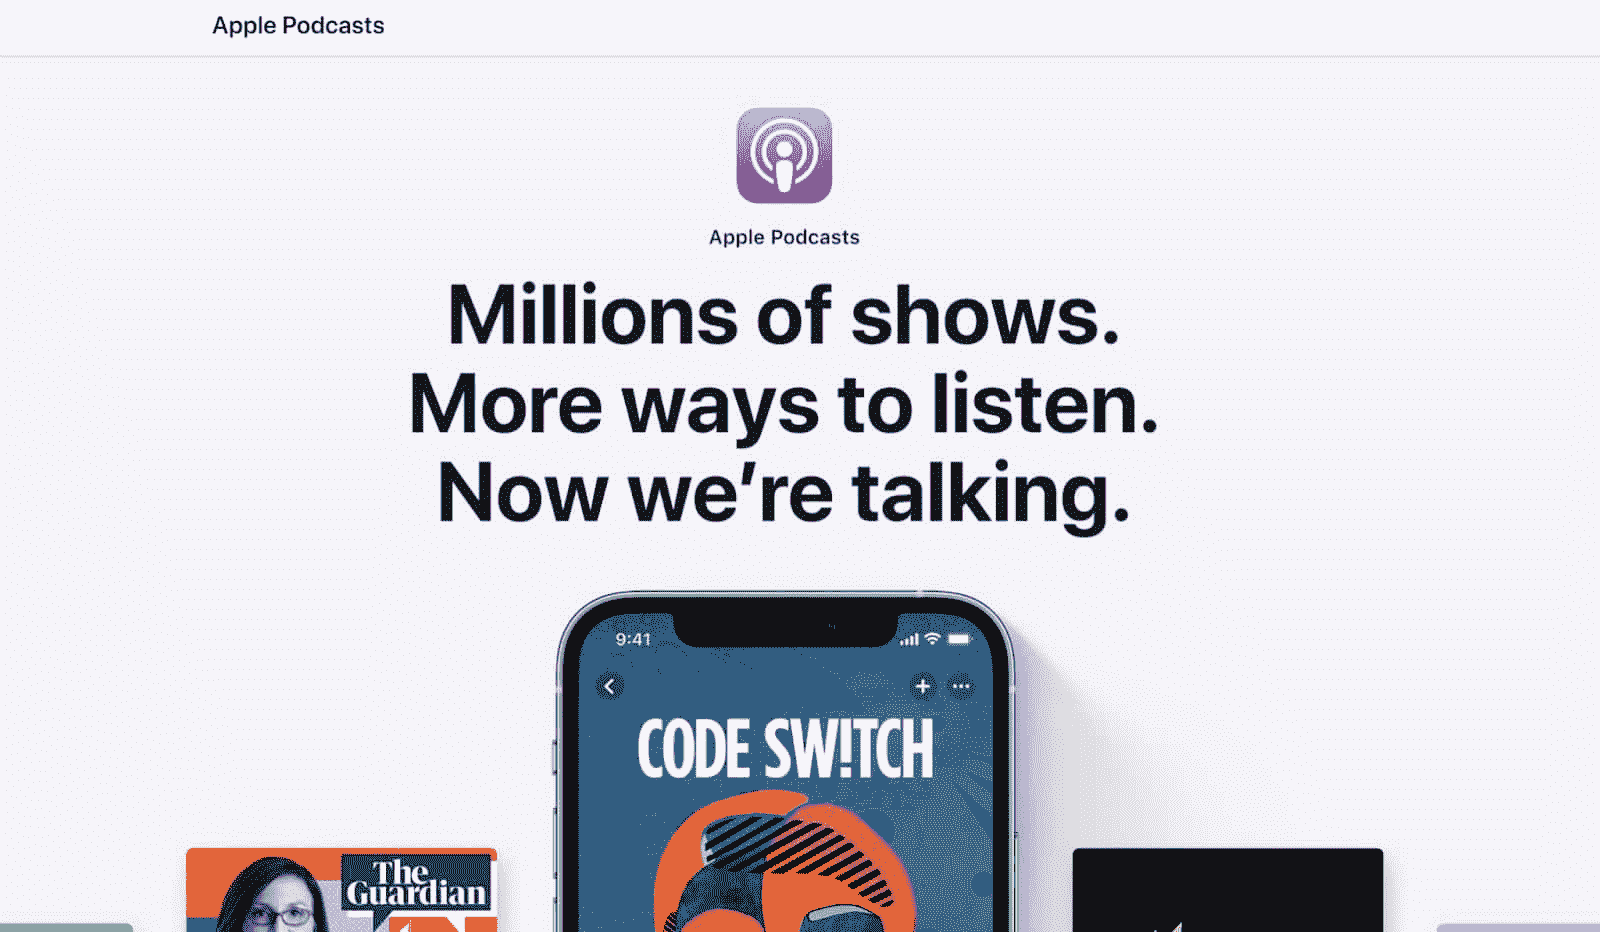 Apple Podcasts
Apple Podcasts
Millions of shows.
More ways to listen.
Now we’re talking.
9:41
CODE SW!TCH
The
Guardian